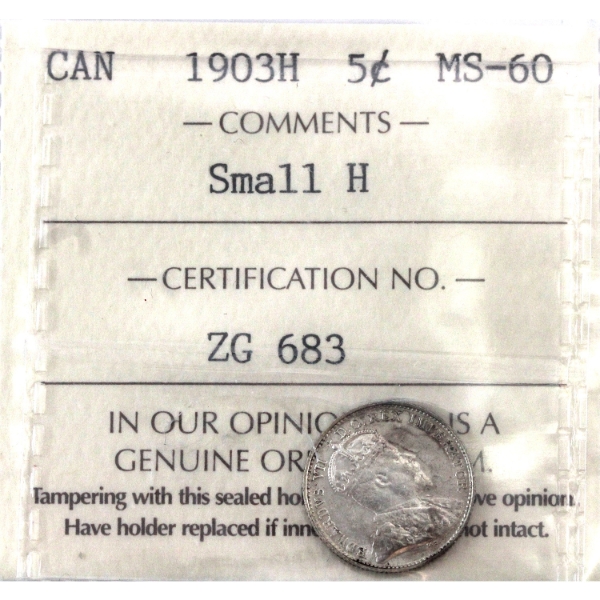 CAN 1903H 5¢ MS-60
— COMMENTS —
Small H
— CERTIFICATION NO. —
ZG 683
IN OUR OPINIO IS A
GENUINE OR M.
Tampering with this sealed ho ve opinion.
Have holder replaced if inn not intact.